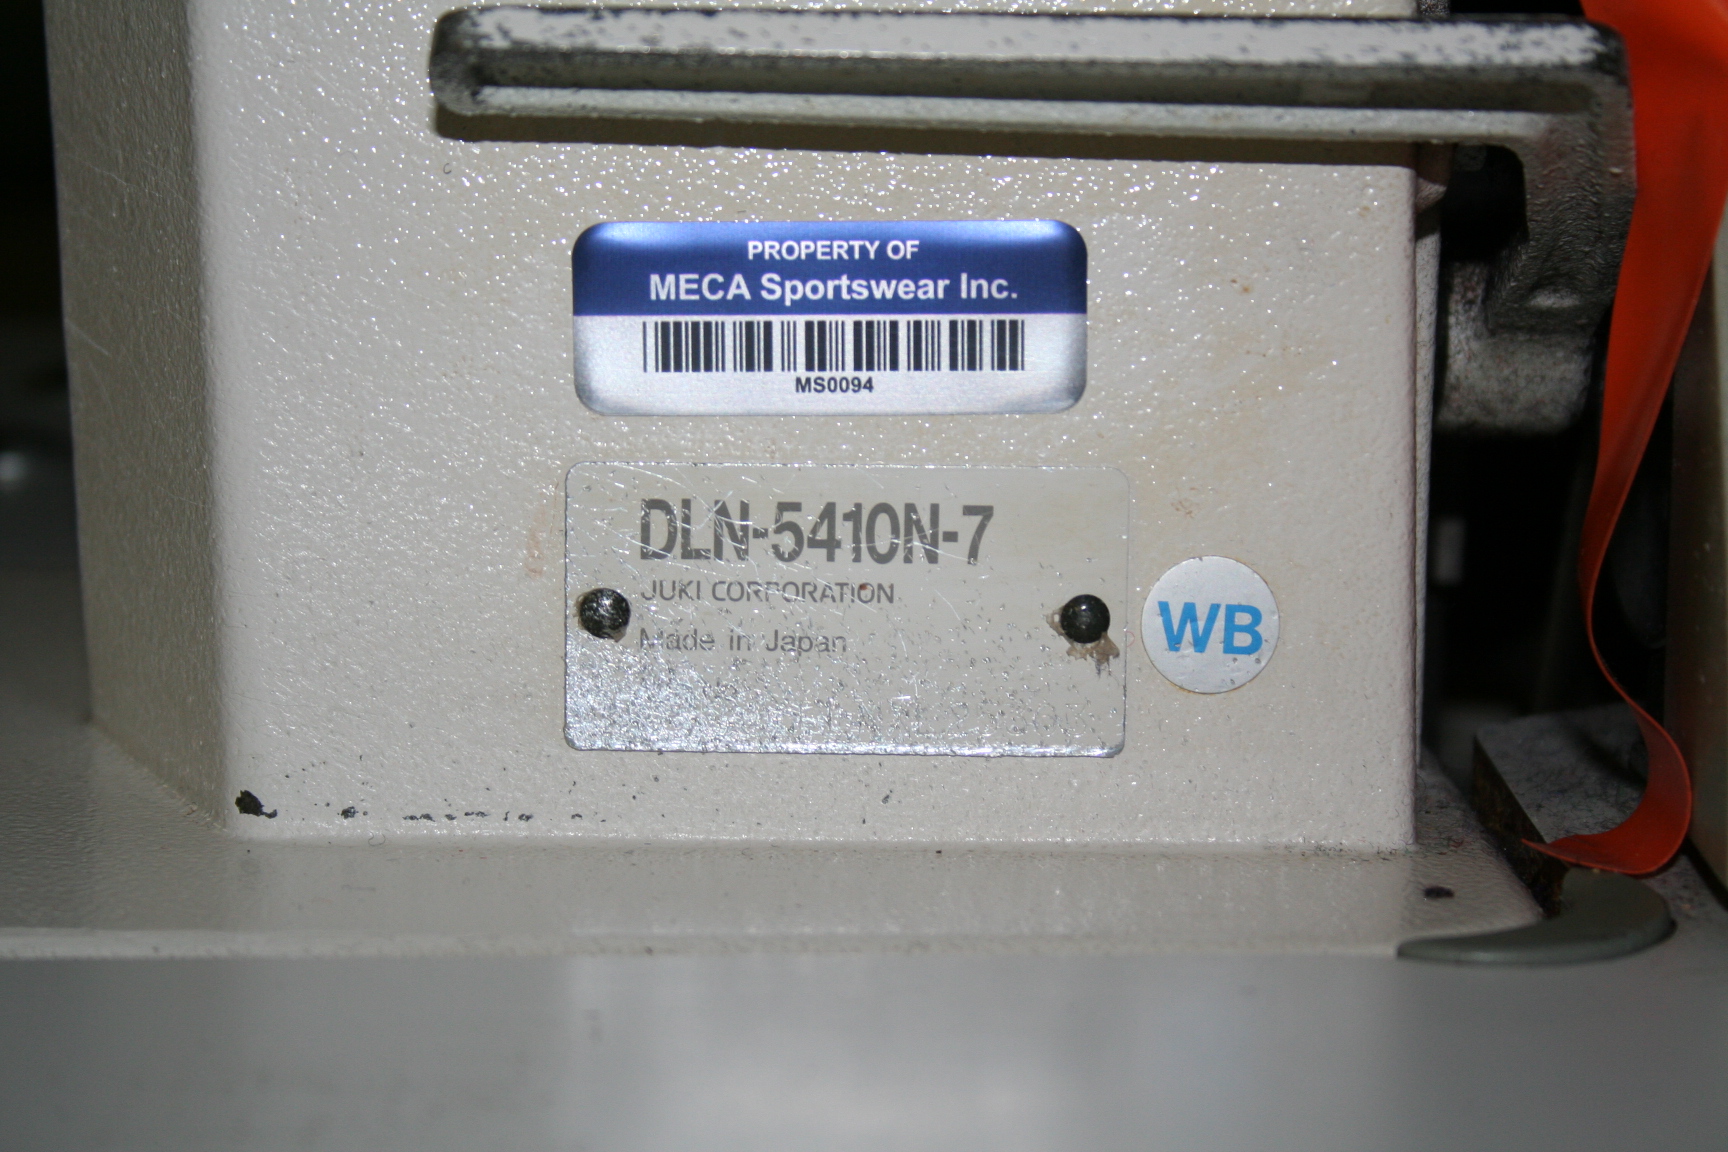 PROPERTY OF
MECA Sportswear Inc.
MS0094
DLN-5410N-7
JUKI CORPORATION
Made in Japan
WB